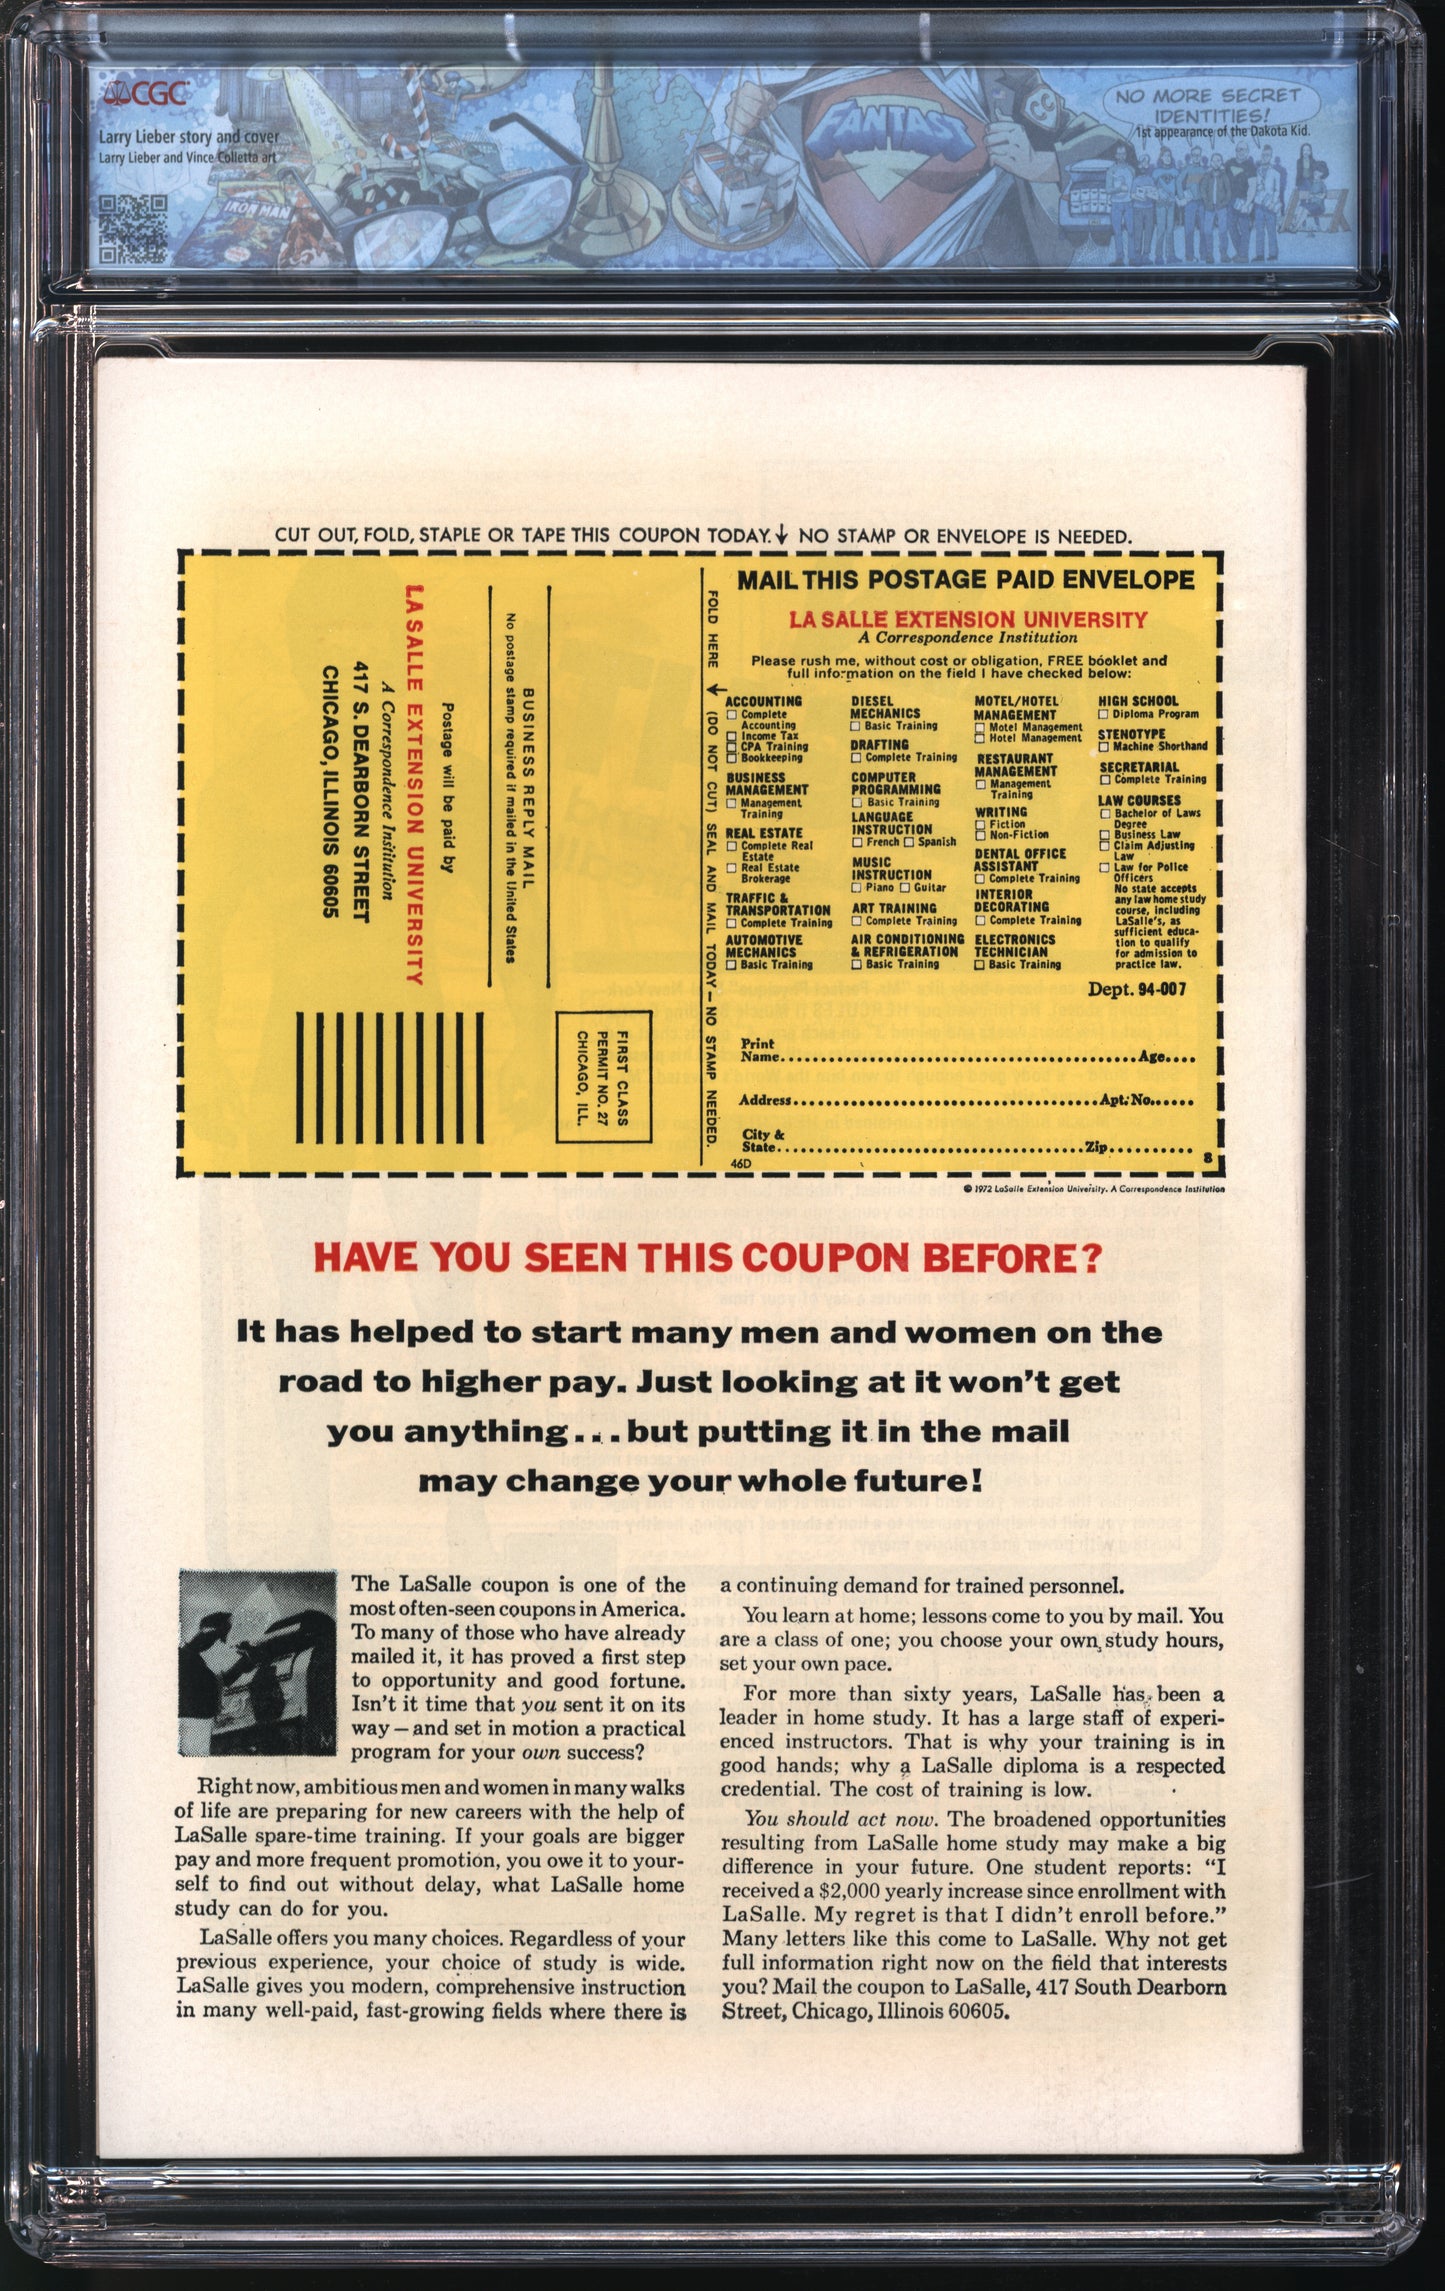 CGC
Larry Lieber story and cover
Larry Lieber and Vince Colletta art
IRON MAN
FANTAST
NO MORE SECRET
IDENTITIES!
1st appearance of the Dakota Kid.
CUT OUT, FOLD, STAPLE OR TAPE THIS COUPON TODAY. NO STAMP OR ENVELOPE IS NEEDED.
BUSINESS REPLY MAIL
No postage stamp required if mailed in the United States
Postage will be paid by
LA SALLE EXTENSION UNIVERSITY
A Correspondence Institution
417 S. DEARBORN STREET
CHICAGO, ILLINOIS 60605
FIRST CLASS
PERMIT NO. 27
CHICAGO, ILL.
FOLD HERE (DO NOT CUT) SEAL AND MAIL TODAY — NO STAMP NEEDED.
MAIL THIS POSTAGE PAID ENVELOPE
LA SALLE EXTENSION UNIVERSITY
A Correspondence Institution
Please rush me, without cost or obligation, FREE booklet and
full information on the field I have checked below:
ACCOUNTING
Complete
Accounting
Income Tax
CPA Training
Bookkeeping
BUSINESS
MANAGEMENT
Management
Training
REAL ESTATE
Complete Real
Estate
Real Estate
Brokerage
TRAFFIC &
TRANSPORTATION
Complete Training
AUTOMOTIVE
MECHANICS
Basic Training
DIESEL
MECHANICS
Basic Training
DRAFTING
Complete Training
COMPUTER
PROGRAMMING
Basic Training
LANGUAGE
INSTRUCTION
French Spanish
MUSIC
INSTRUCTION
Piano Guitar
ART TRAINING
Complete Training
AIR CONDITIONING
& REFRIGERATION
Basic Training
MOTEL/HOTEL
MANAGEMENT
Motel Management
Hotel Management
RESTAURANT
MANAGEMENT
Management
Training
WRITING
Fiction
Non-Fiction
DENTAL OFFICE
ASSISTANT
Complete Training
INTERIOR
DECORATING
Complete Training
ELECTRONICS
TECHNICIAN
Basic Training
HIGH SCHOOL
Diploma Program
STENOTYPE
Machine Shorthand
SECRETARIAL
Complete Training
LAW COURSES
Bachelor of Laws
Degree
Business Law
Claim Adjusting
Law
Law for Police
Officers
No state accepts
any law home study
course, including
LaSalle's, as
sufficient educa-
tion to qualify
for admission to
practice law.
Dept. 94-007
Print
Name Age
Address Apt. No.
City &
State Zip
46D 8
© 1972 LaSalle Extension University. A Correspondence Institution
HAVE YOU SEEN THIS COUPON BEFORE?
It has helped to start many men and women on the
road to higher pay. Just looking at it won't get
you anything...but putting it in the mail
may change your whole future!
The LaSalle coupon is one of the
most often-seen coupons in America.
To many of those who have already
mailed it, it has proved a first step
to opportunity and good fortune.
Isn't it time that you sent it on its
way—and set in motion a practical
program for your own success?
Right now, ambitious men and women in many walks
of life are preparing for new careers with the help of
LaSalle spare-time training. If your goals are bigger
pay and more frequent promotion, you owe it to your-
self to find out without delay, what LaSalle home
study can do for you.
LaSalle offers you many choices. Regardless of your
previous experience, your choice of study is wide.
LaSalle gives you modern, comprehensive instruction
in many well-paid, fast-growing fields where there is
a continuing demand for trained personnel.
You learn at home; lessons come to you by mail. You
are a class of one; you choose your own study hours,
set your own pace.
For more than sixty years, LaSalle has been a
leader in home study. It has a large staff of experi-
enced instructors. That is why your training is in
good hands; why a LaSalle diploma is a respected
credential. The cost of training is low.
You should act now. The broadened opportunities
resulting from LaSalle home study may make a big
difference in your future. One student reports: "I
received a $2,000 yearly increase since enrollment with
LaSalle. My regret is that I didn't enroll before."
Many letters like this come to LaSalle. Why not get
full information right now on the field that interests
you? Mail the coupon to LaSalle, 417 South Dearborn
Street, Chicago, Illinois 60605.